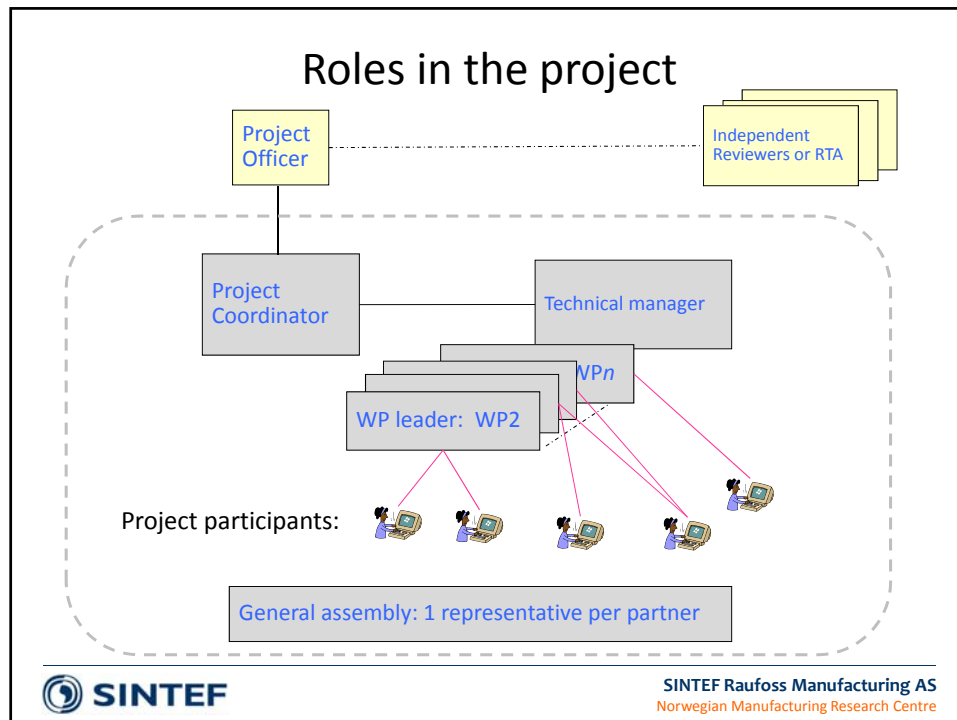 Roles in the project
Project
Officer
Independent
Reviewers or RTA
Project
Coordinator
Technical manager
WPn
WP leader: WP2
Project participants:
General assembly: 1 representative per partner
SINTEF
SINTEF Raufoss Manufacturing AS
Norwegian Manufacturing Research Centre